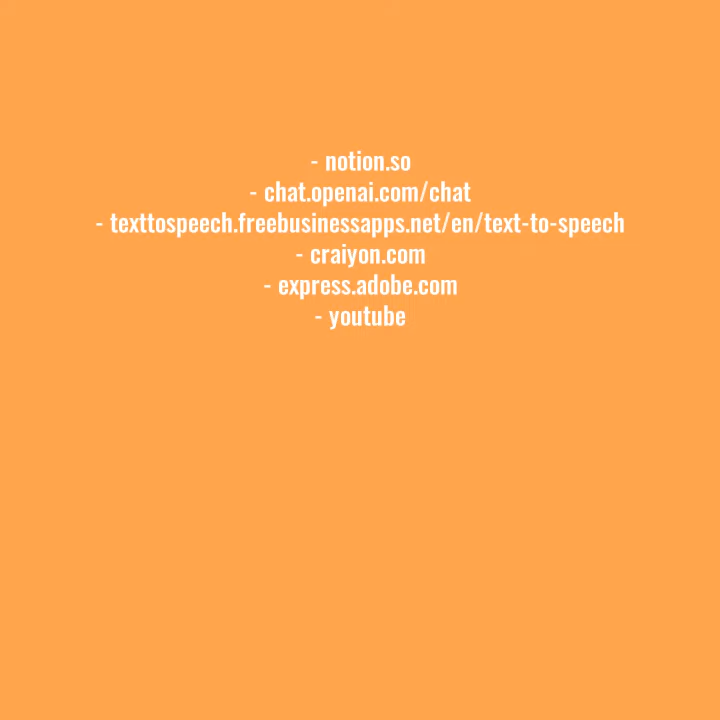 - notion.so
- chat.openai.com/chat
- texttospeech.freebusinessapps.net/en/text-to-speech
- craiyon.com
- express.adobe.com
- youtube